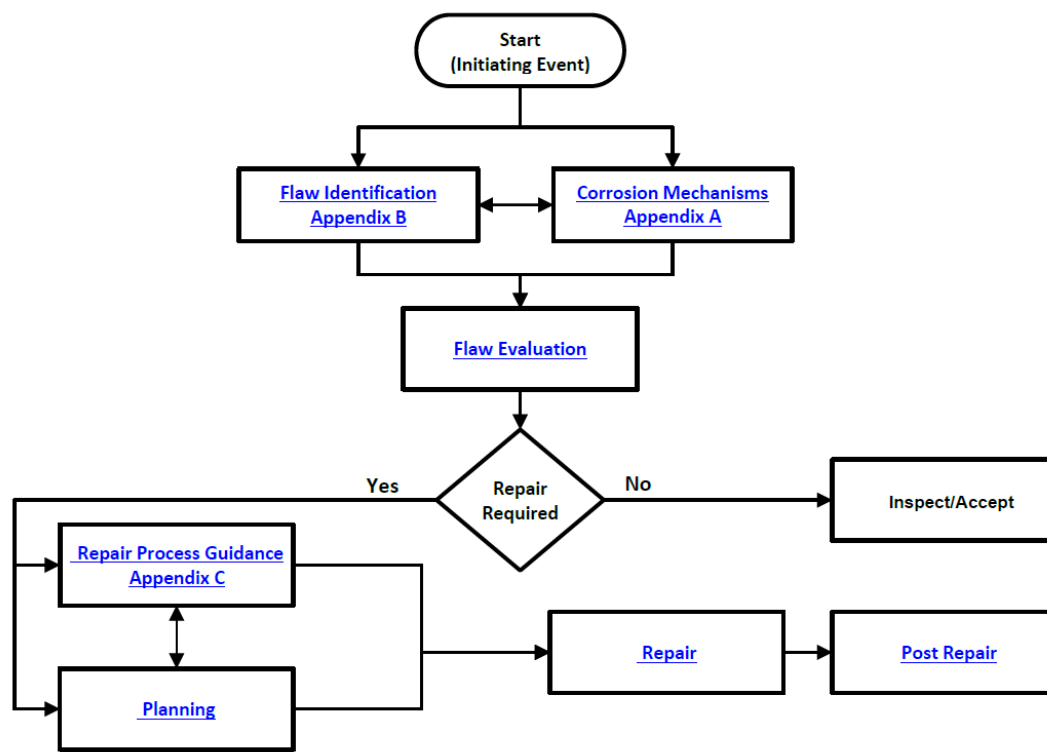 Start
(Initiating Event)
Flaw Identification
Appendix B
Corrosion Mechanisms
Appendix A
Flaw Evaluation
Yes
Repair
Required
No
Inspect/Accept
Repair Process Guidance
Appendix C
Repair
Post Repair
Planning